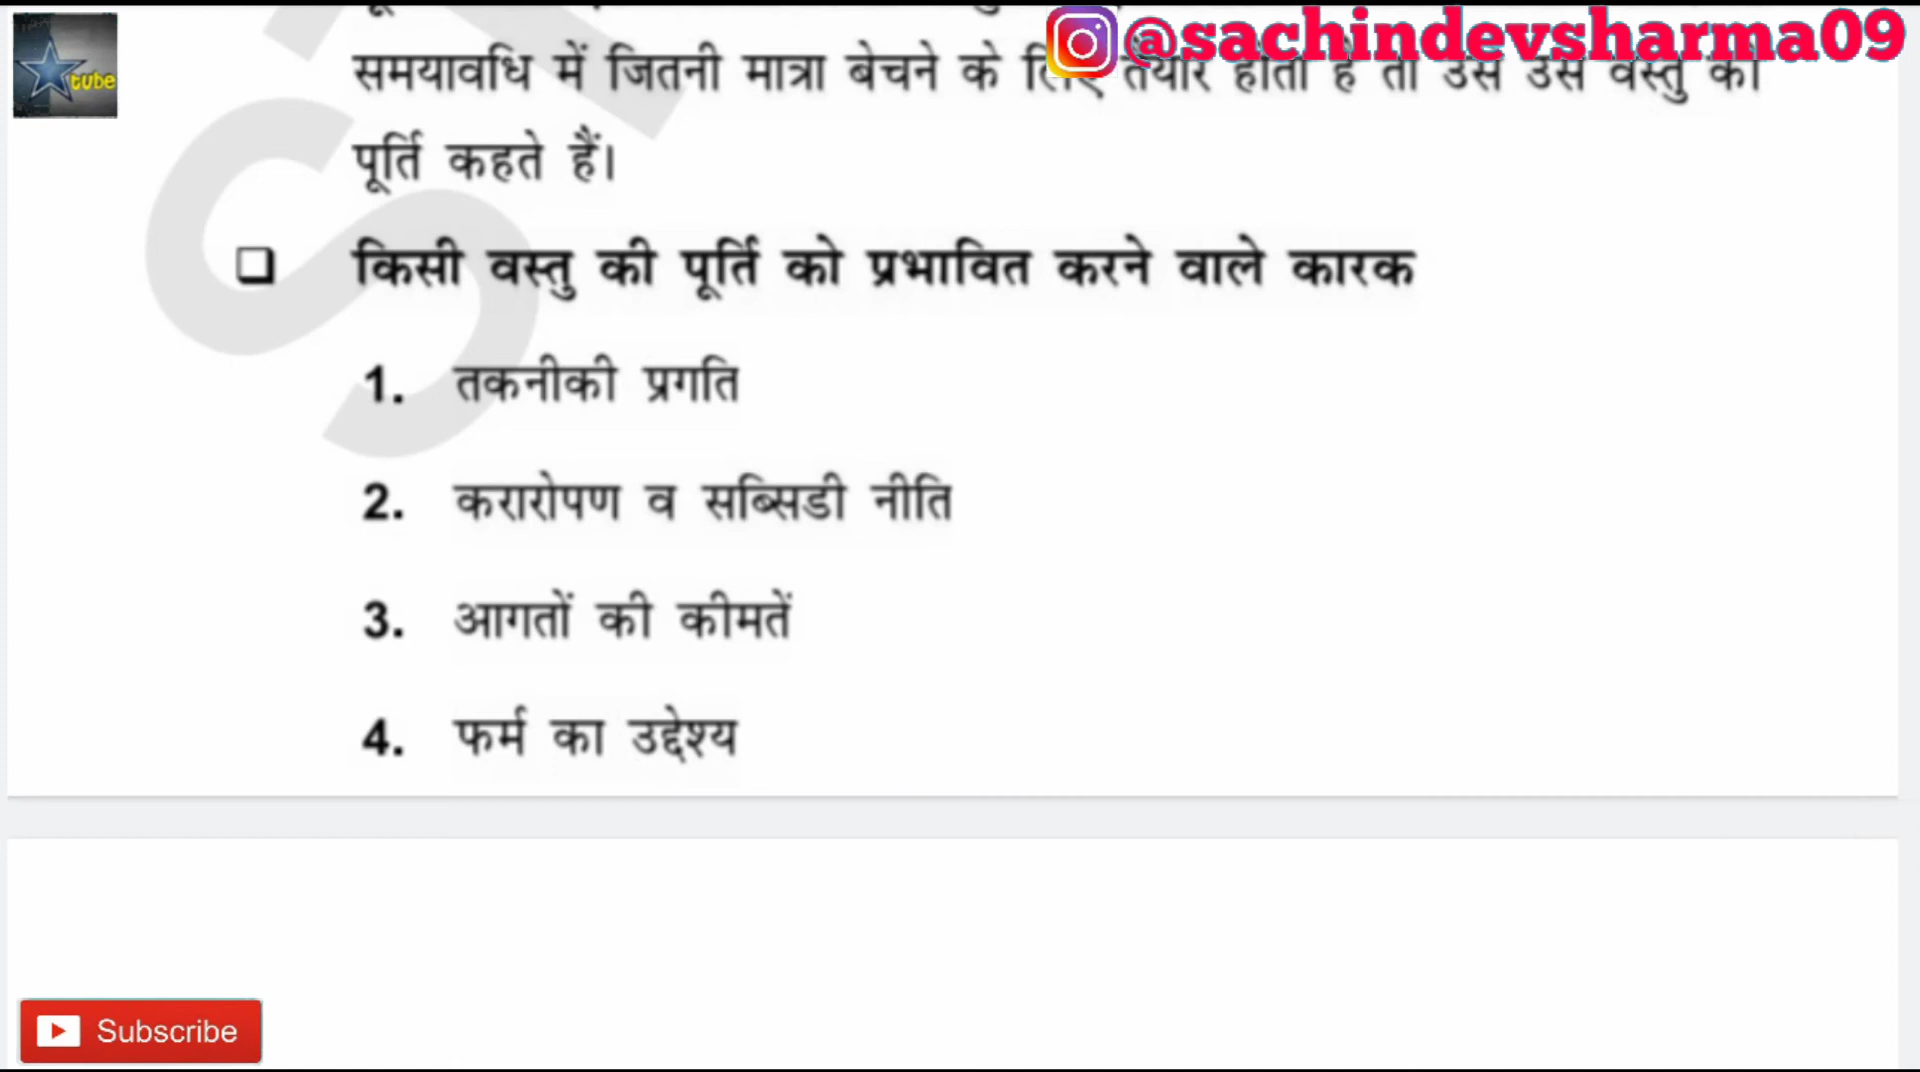 @sachindevsharma09
tube
समयावधि में जितनी मात्रा बेचने के लिए तैयार होता है तो उसे उस वस्तु की
पूर्ति कहते हैं।
❑ किसी वस्तु की पूर्ति को प्रभावित करने वाले कारक
1. तकनीकी प्रगति
2. करारोपण व सब्सिडी नीति
3. आगतों की कीमतें
4. फर्म का उद्देश्य
Subscribe